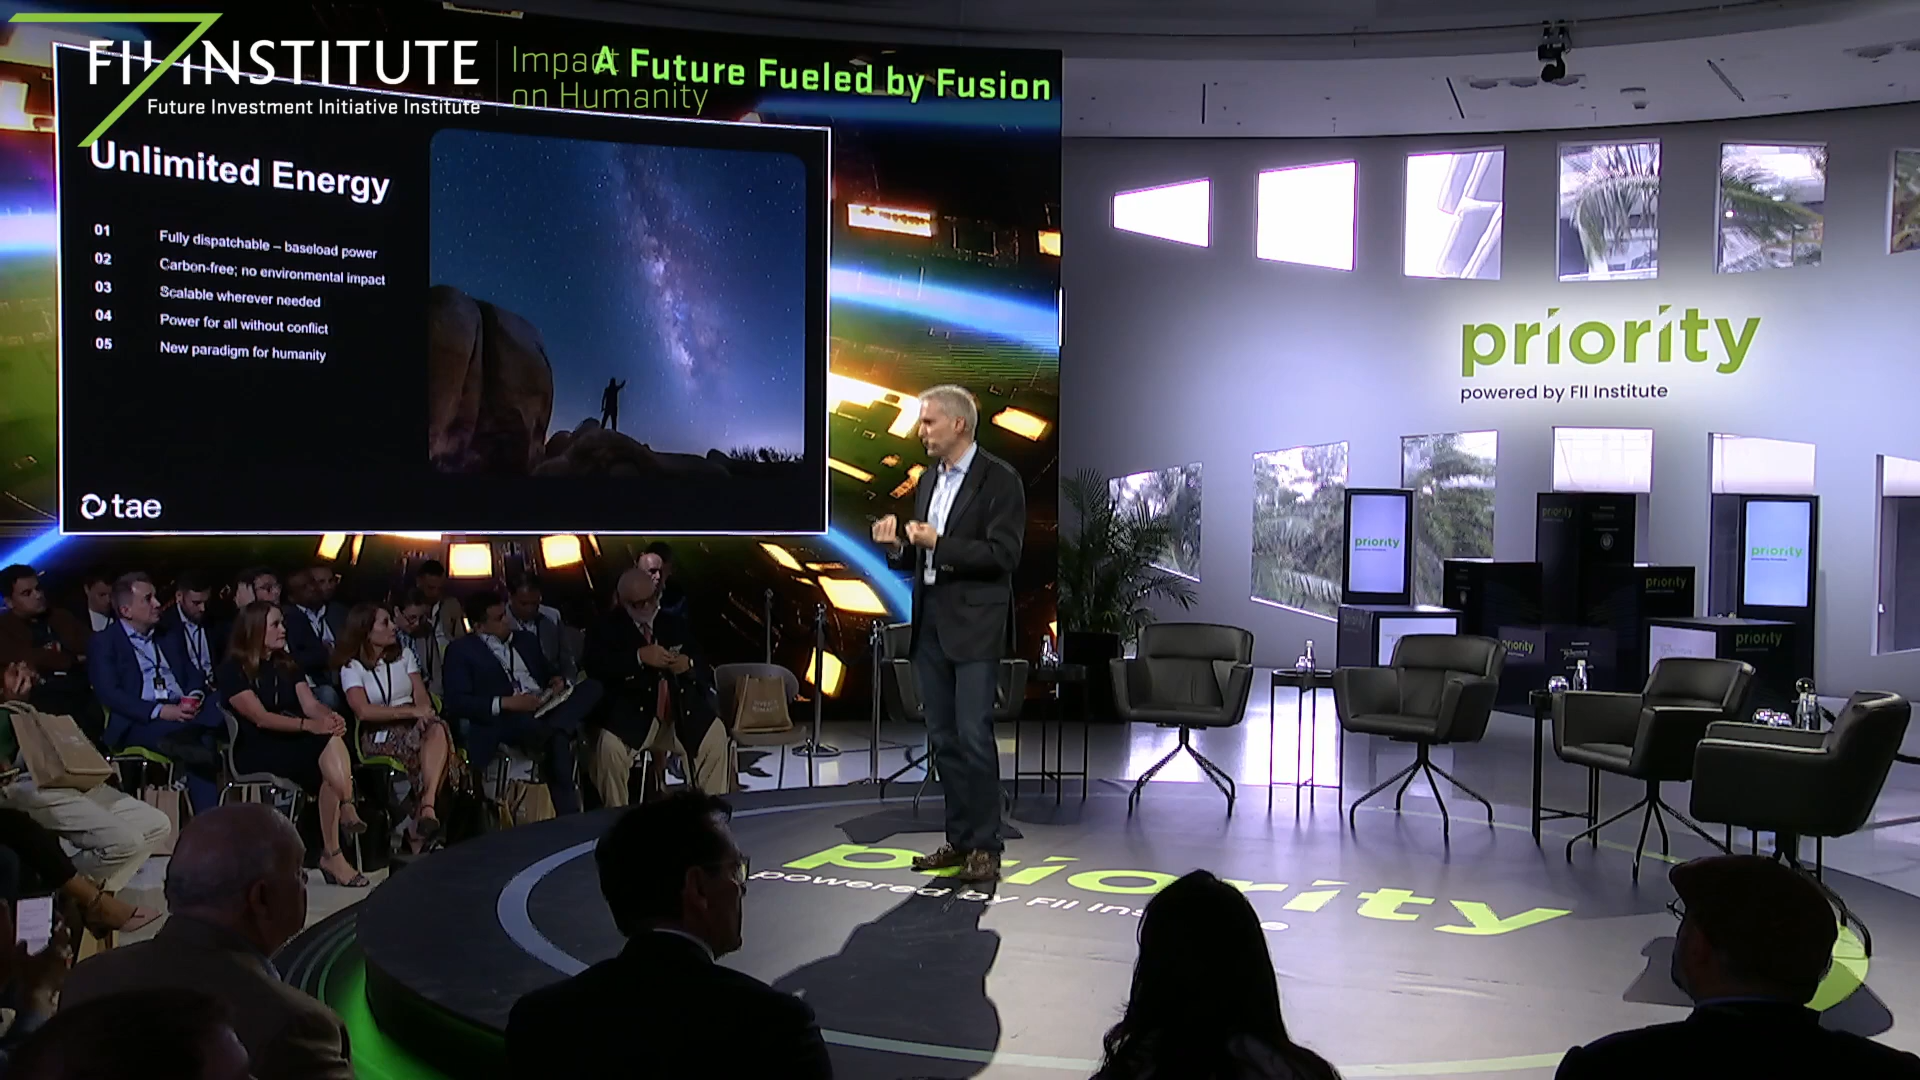 FII INSTITUTE
Future Investment Initiative Institute
Impact
on Humanity
A Future Fueled by Fusion
Unlimited Energy
01 Fully dispatchable – baseload power
02 Carbon-free; no environmental impact
03 Scalable wherever needed
04 Power for all without conflict
05 New paradigm for humanity
tae
priority
powered by FII Institute
priority
priority
priority
priority
priority
priority
priority
powered by FII Ins